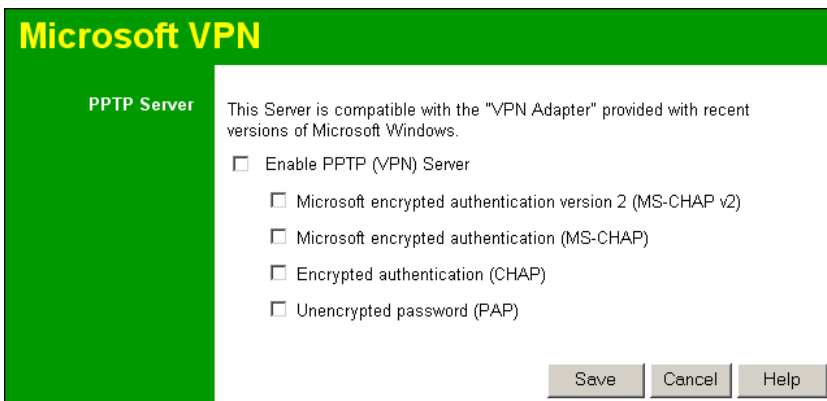 Microsoft VPN
PPTP Server
This Server is compatible with the "VPN Adapter" provided with recent
versions of Microsoft Windows.
Enable PPTP (VPN) Server
Microsoft encrypted authentication version 2 (MS-CHAP v2)
Microsoft encrypted authentication (MS-CHAP)
Encrypted authentication (CHAP)
Unencrypted password (PAP)
Save Cancel Help